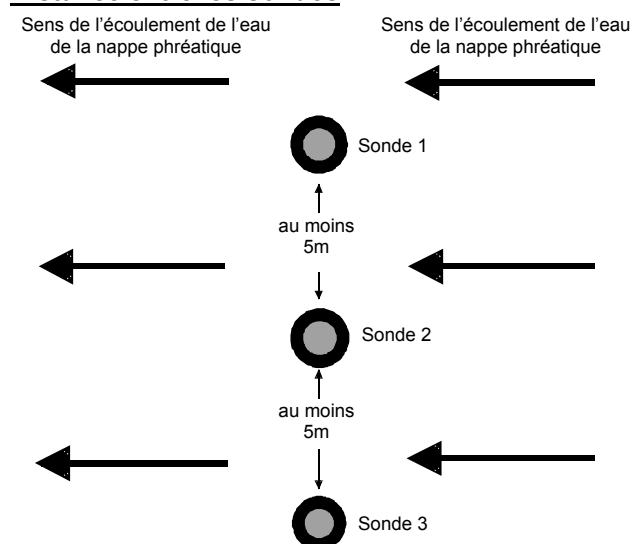 Sens de l'écoulement de l'eau
de la nappe phréatique
Sens de l'écoulement de l'eau
de la nappe phréatique
Sonde 1
au moins
5m
Sonde 2
au moins
5m
Sonde 3